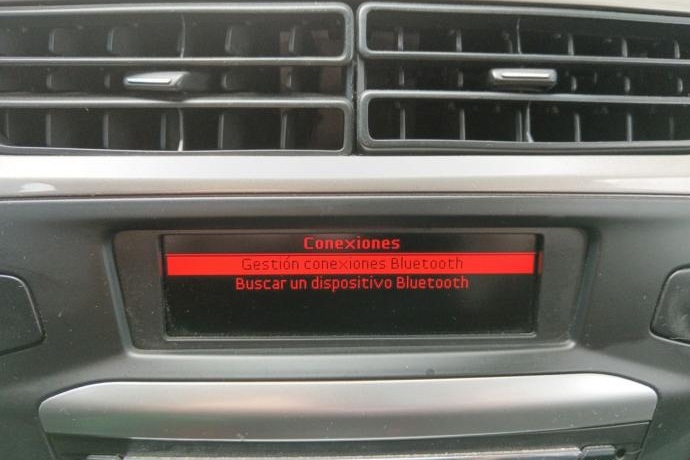 Conexiones
Gestión conexiones Bluetooth
Buscar un dispositivo Bluetooth